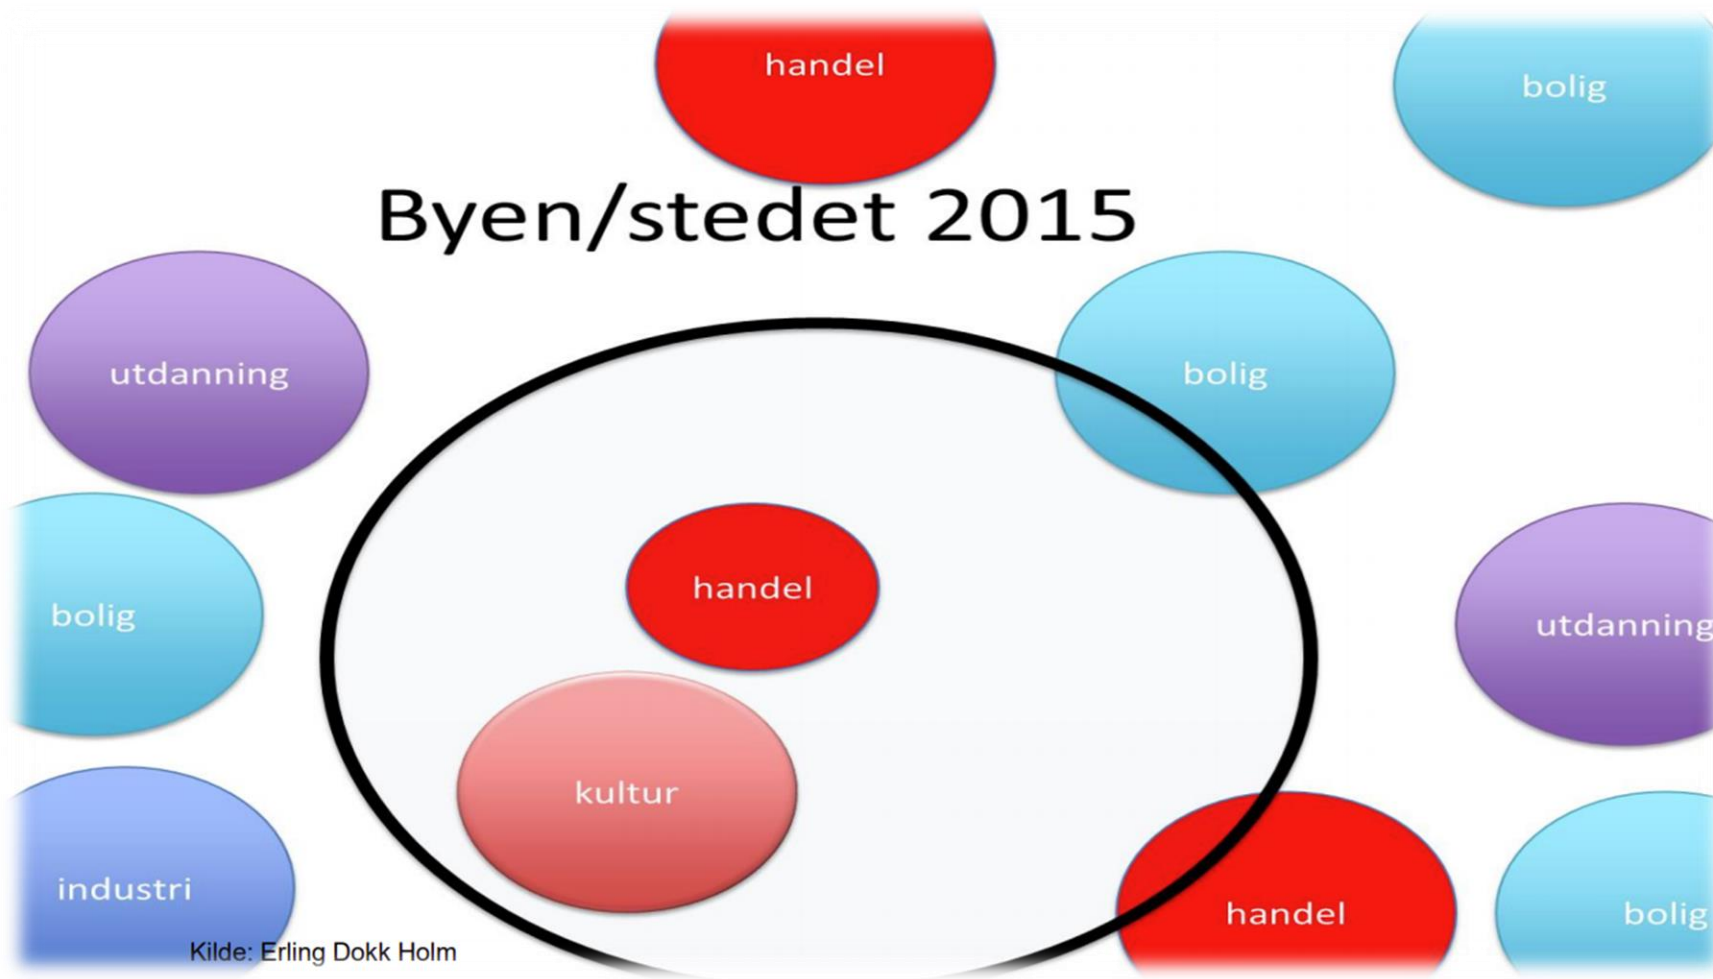 handel
bolig
Byen/stedet 2015
utdanning
bolig
handel
bolig
utdanning
kultur
industri
handel
bolig
Kilde: Erling Dokk Holm